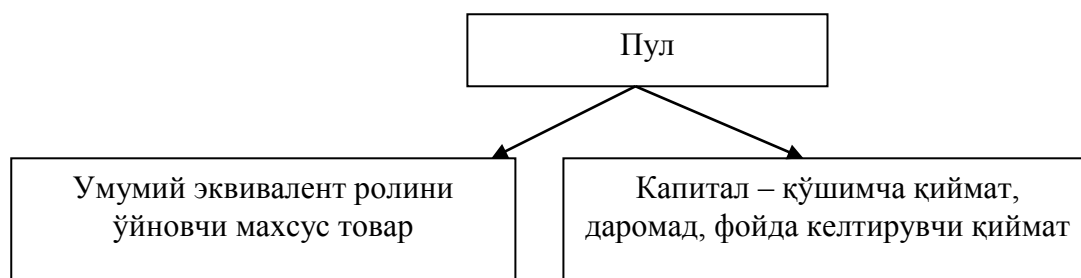 Пул
Умумий эквивалент ролини
ўйновчи махсус товар
Капитал – қўшимча қиймат,
даромад, фойда келтирувчи қиймат